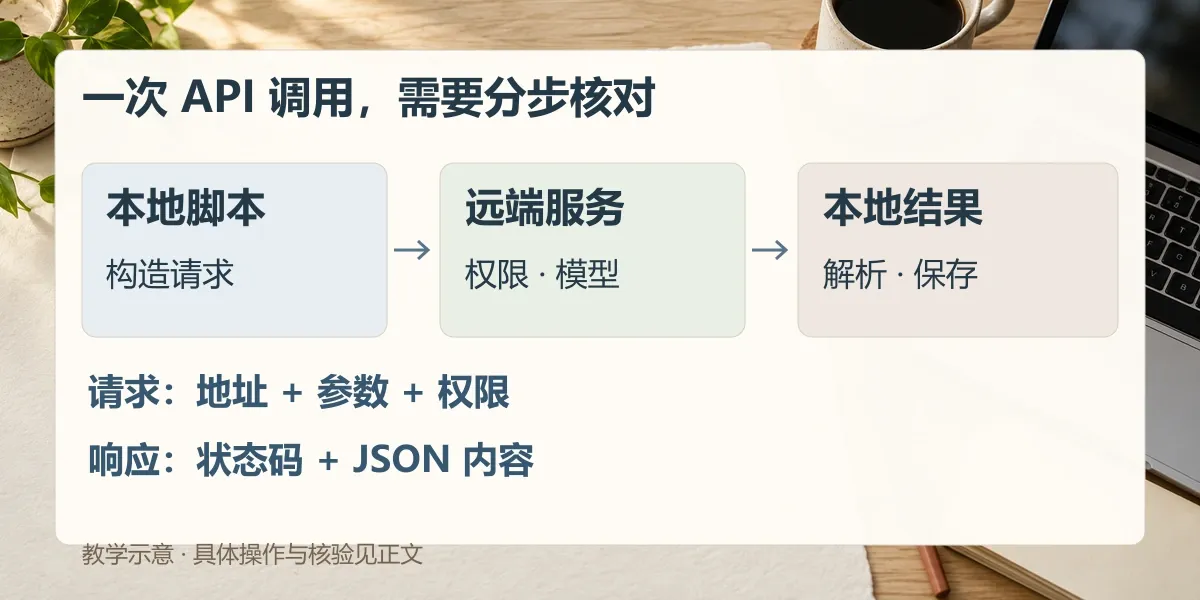 一次 API 调用，需要分步核对
本地脚本
构造请求
→
远端服务
权限 · 模型
→
本地结果
解析 · 保存
请求：地址 + 参数 + 权限
响应：状态码 + JSON 内容
教学示意 · 具体操作与核验见正文